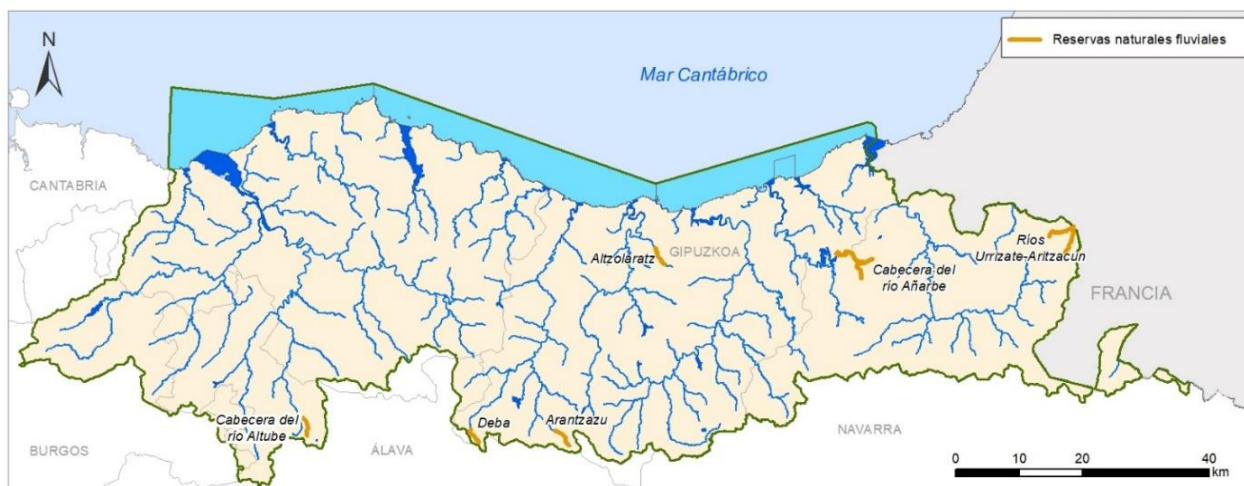 Reservas naturales fluviales
N
Mar Cantábrico
CANTABRIA
Altzolaratz
GIPUZKOA
Ríos
Urrizate-Aritzacun
Cabecera del
río Añarbe
FRANCIA
Cabecera del
río Altube
Deba
Arantzazu
BURGOS
ÁLAVA
NAVARRA
0 10 20 40
km